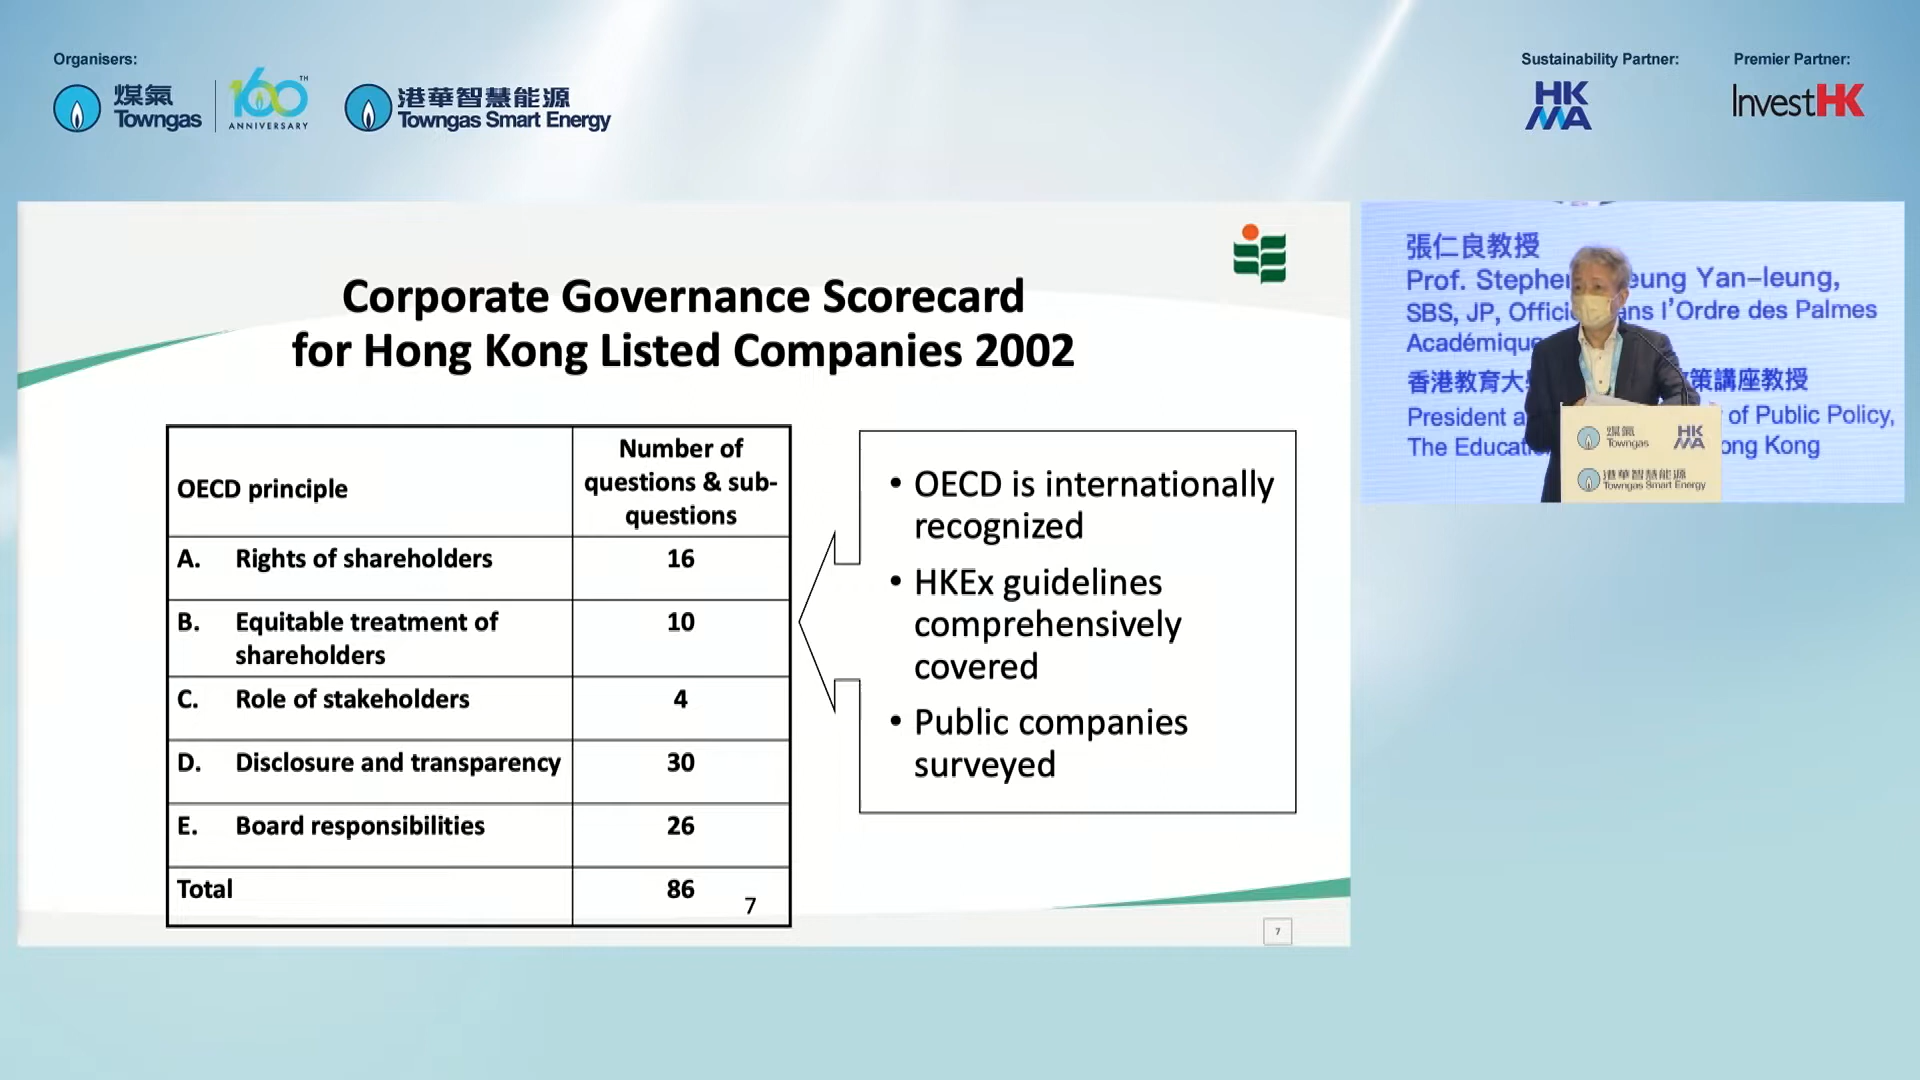 Organisers:
煤氣
Towngas
160TH
ANNIVERSARY
港華智慧能源
Towngas Smart Energy
Sustainability Partner:
HK
MA
Premier Partner:
InvestHK
Corporate Governance Scorecard
for Hong Kong Listed Companies 2002
OECD principle
Number of
questions & sub-
questions
A. Rights of shareholders 16
B. Equitable treatment of
shareholders
10
C. Role of stakeholders 4
D. Disclosure and transparency 30
E. Board responsibilities 26
Total 86
7
• OECD is internationally
recognized
• HKEx guidelines
comprehensively
covered
• Public companies
surveyed
7
張仁良教授
Prof. Stephen eung Yan-leung,
SBS, JP, Offici ans l'Ordre des Palmes
Académique
香港教育大 策講座教授
President a of Public Policy,
The Educati ong Kong
煤氣
Towngas
HK
MA
港華智慧能源
Towngas Smart Energy